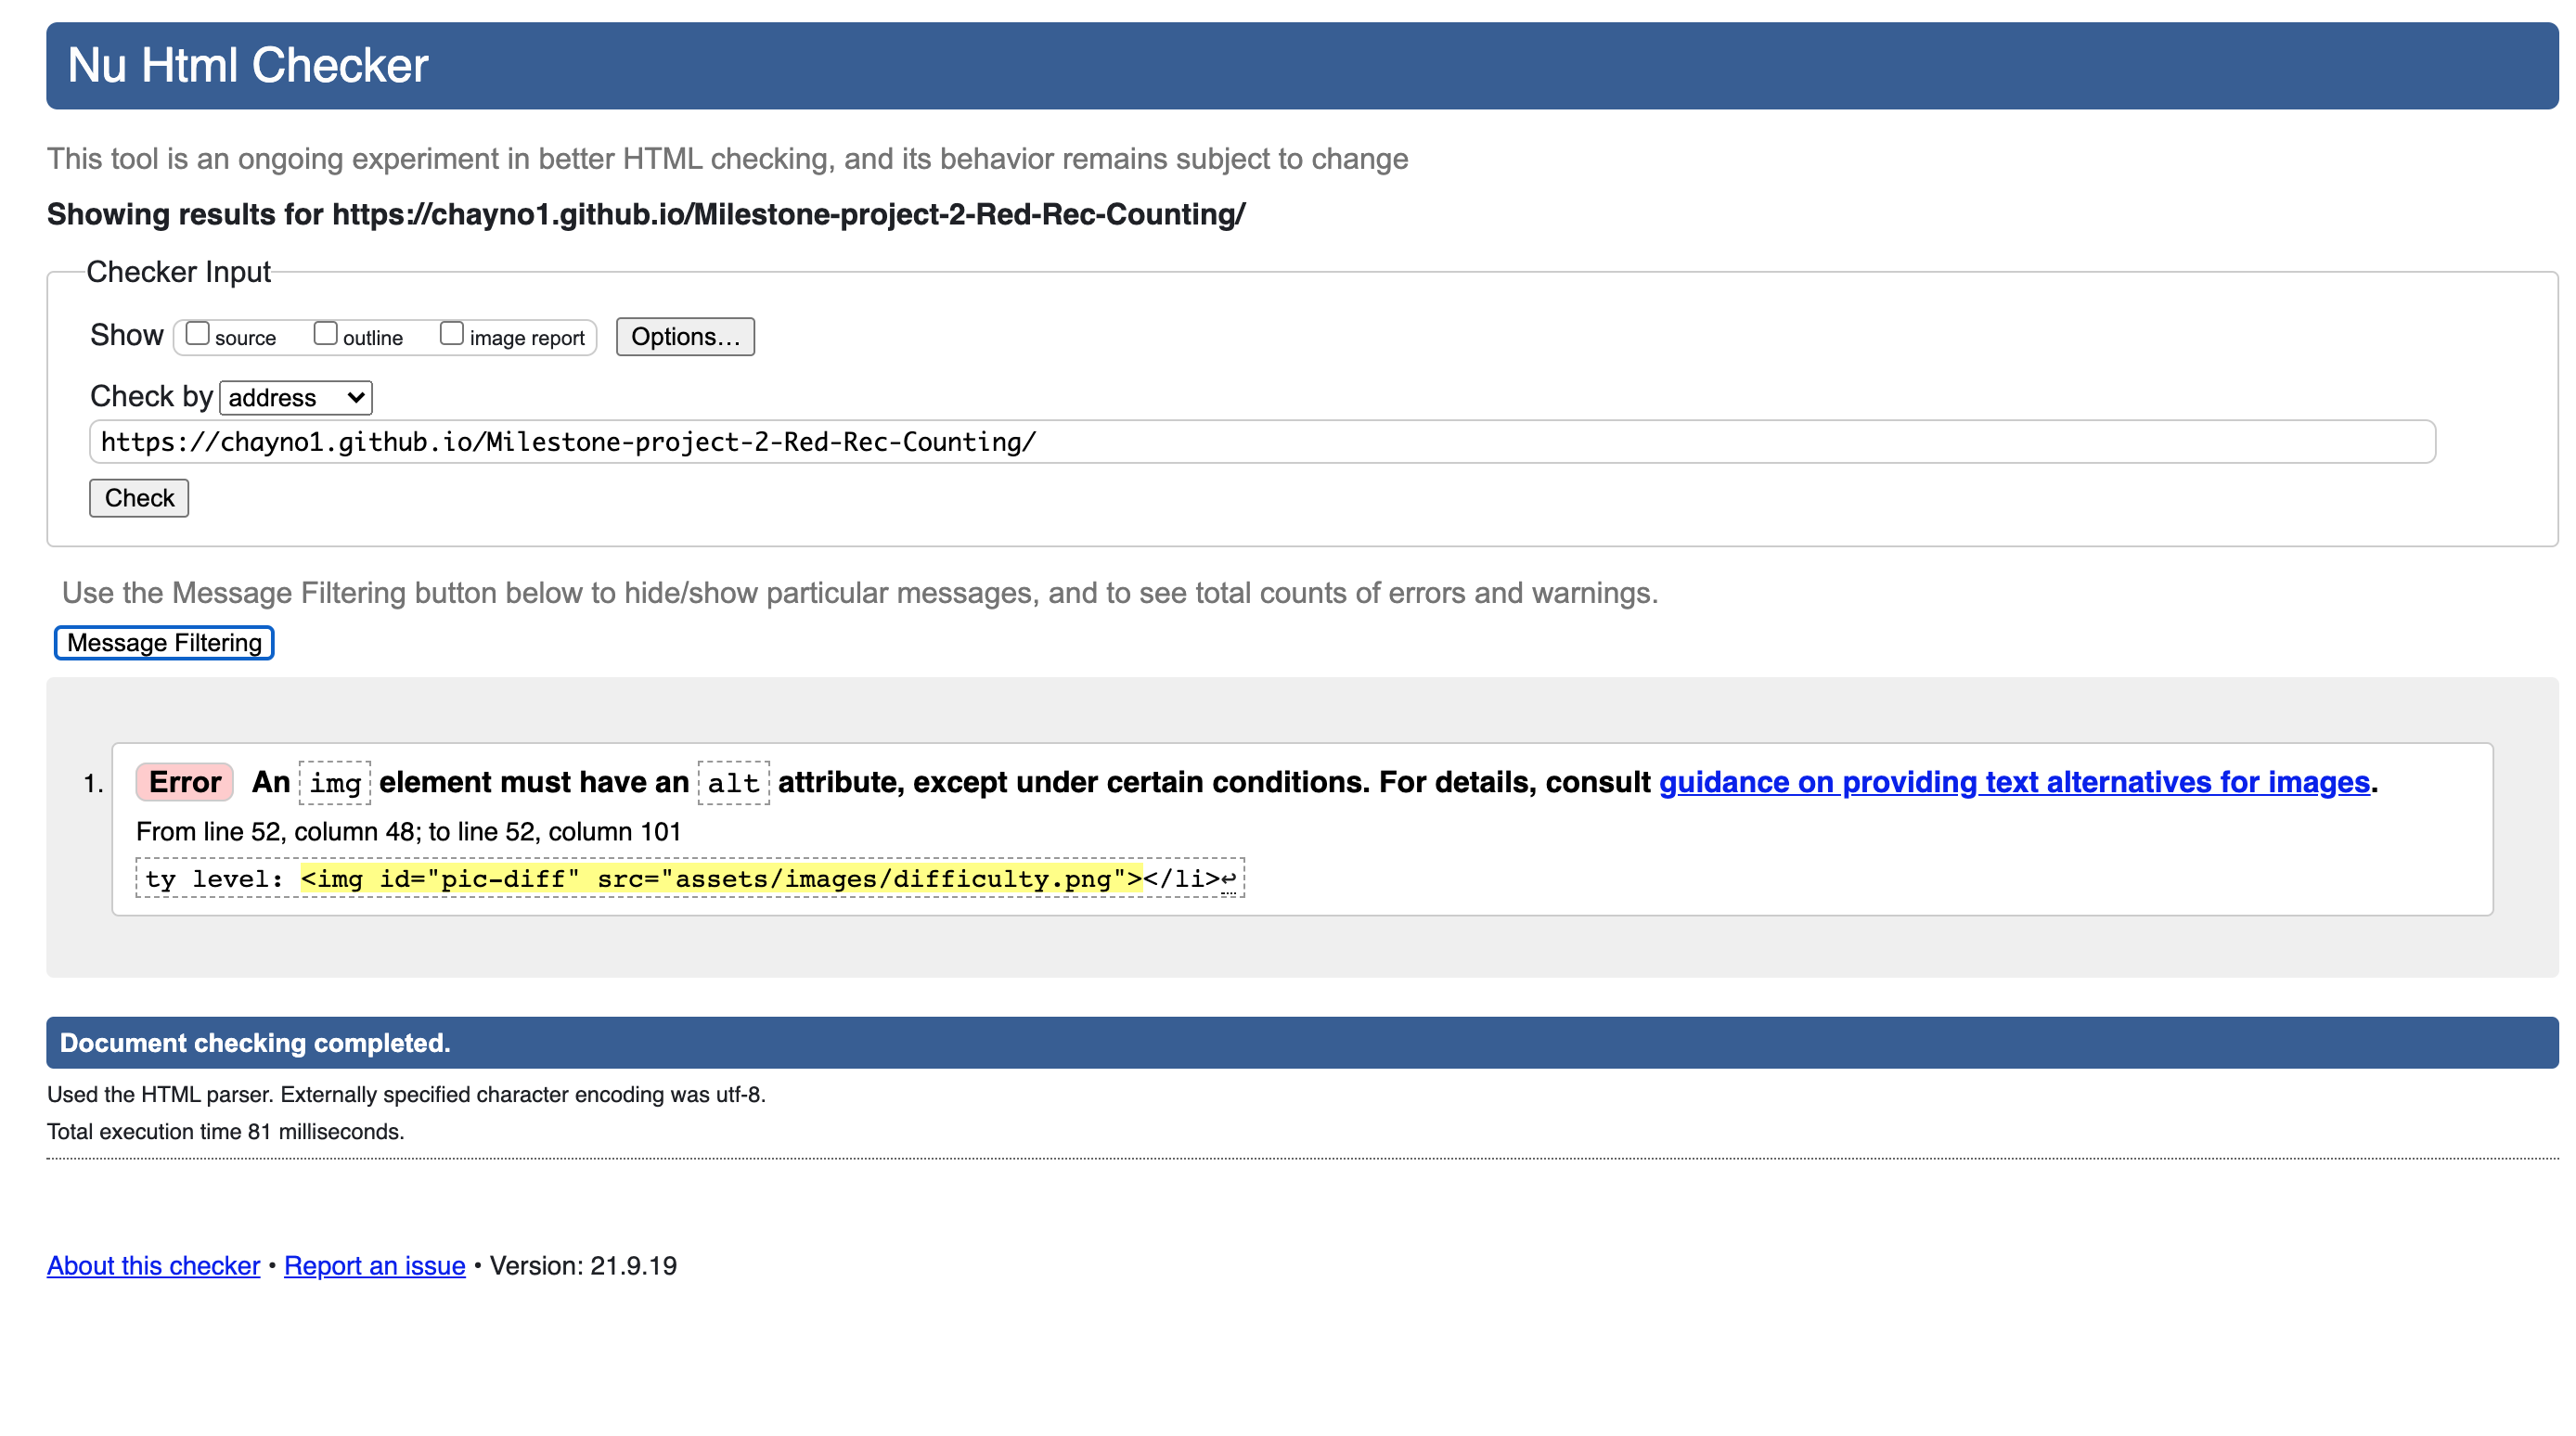 Nu Html Checker
This tool is an ongoing experiment in better HTML checking, and its behavior remains subject to change
Showing results for https://chayno1.github.io/Milestone-project-2-Red-Rec-Counting/
Checker Input
Show source outline image report Options...
Check by address
https://chayno1.github.io/Milestone-project-2-Red-Rec-Counting/
Check
Use the Message Filtering button below to hide/show particular messages, and to see total counts of errors and warnings.
Message Filtering
1. Error An img element must have an alt attribute, except under certain conditions. For details, consult guidance on providing text alternatives for images.
From line 52, column 48; to line 52, column 101
ty level: <img id="pic-diff" src="assets/images/difficulty.png"></li>↩
Document checking completed.
Used the HTML parser. Externally specified character encoding was utf-8.
Total execution time 81 milliseconds.
About this checker • Report an issue • Version: 21.9.19